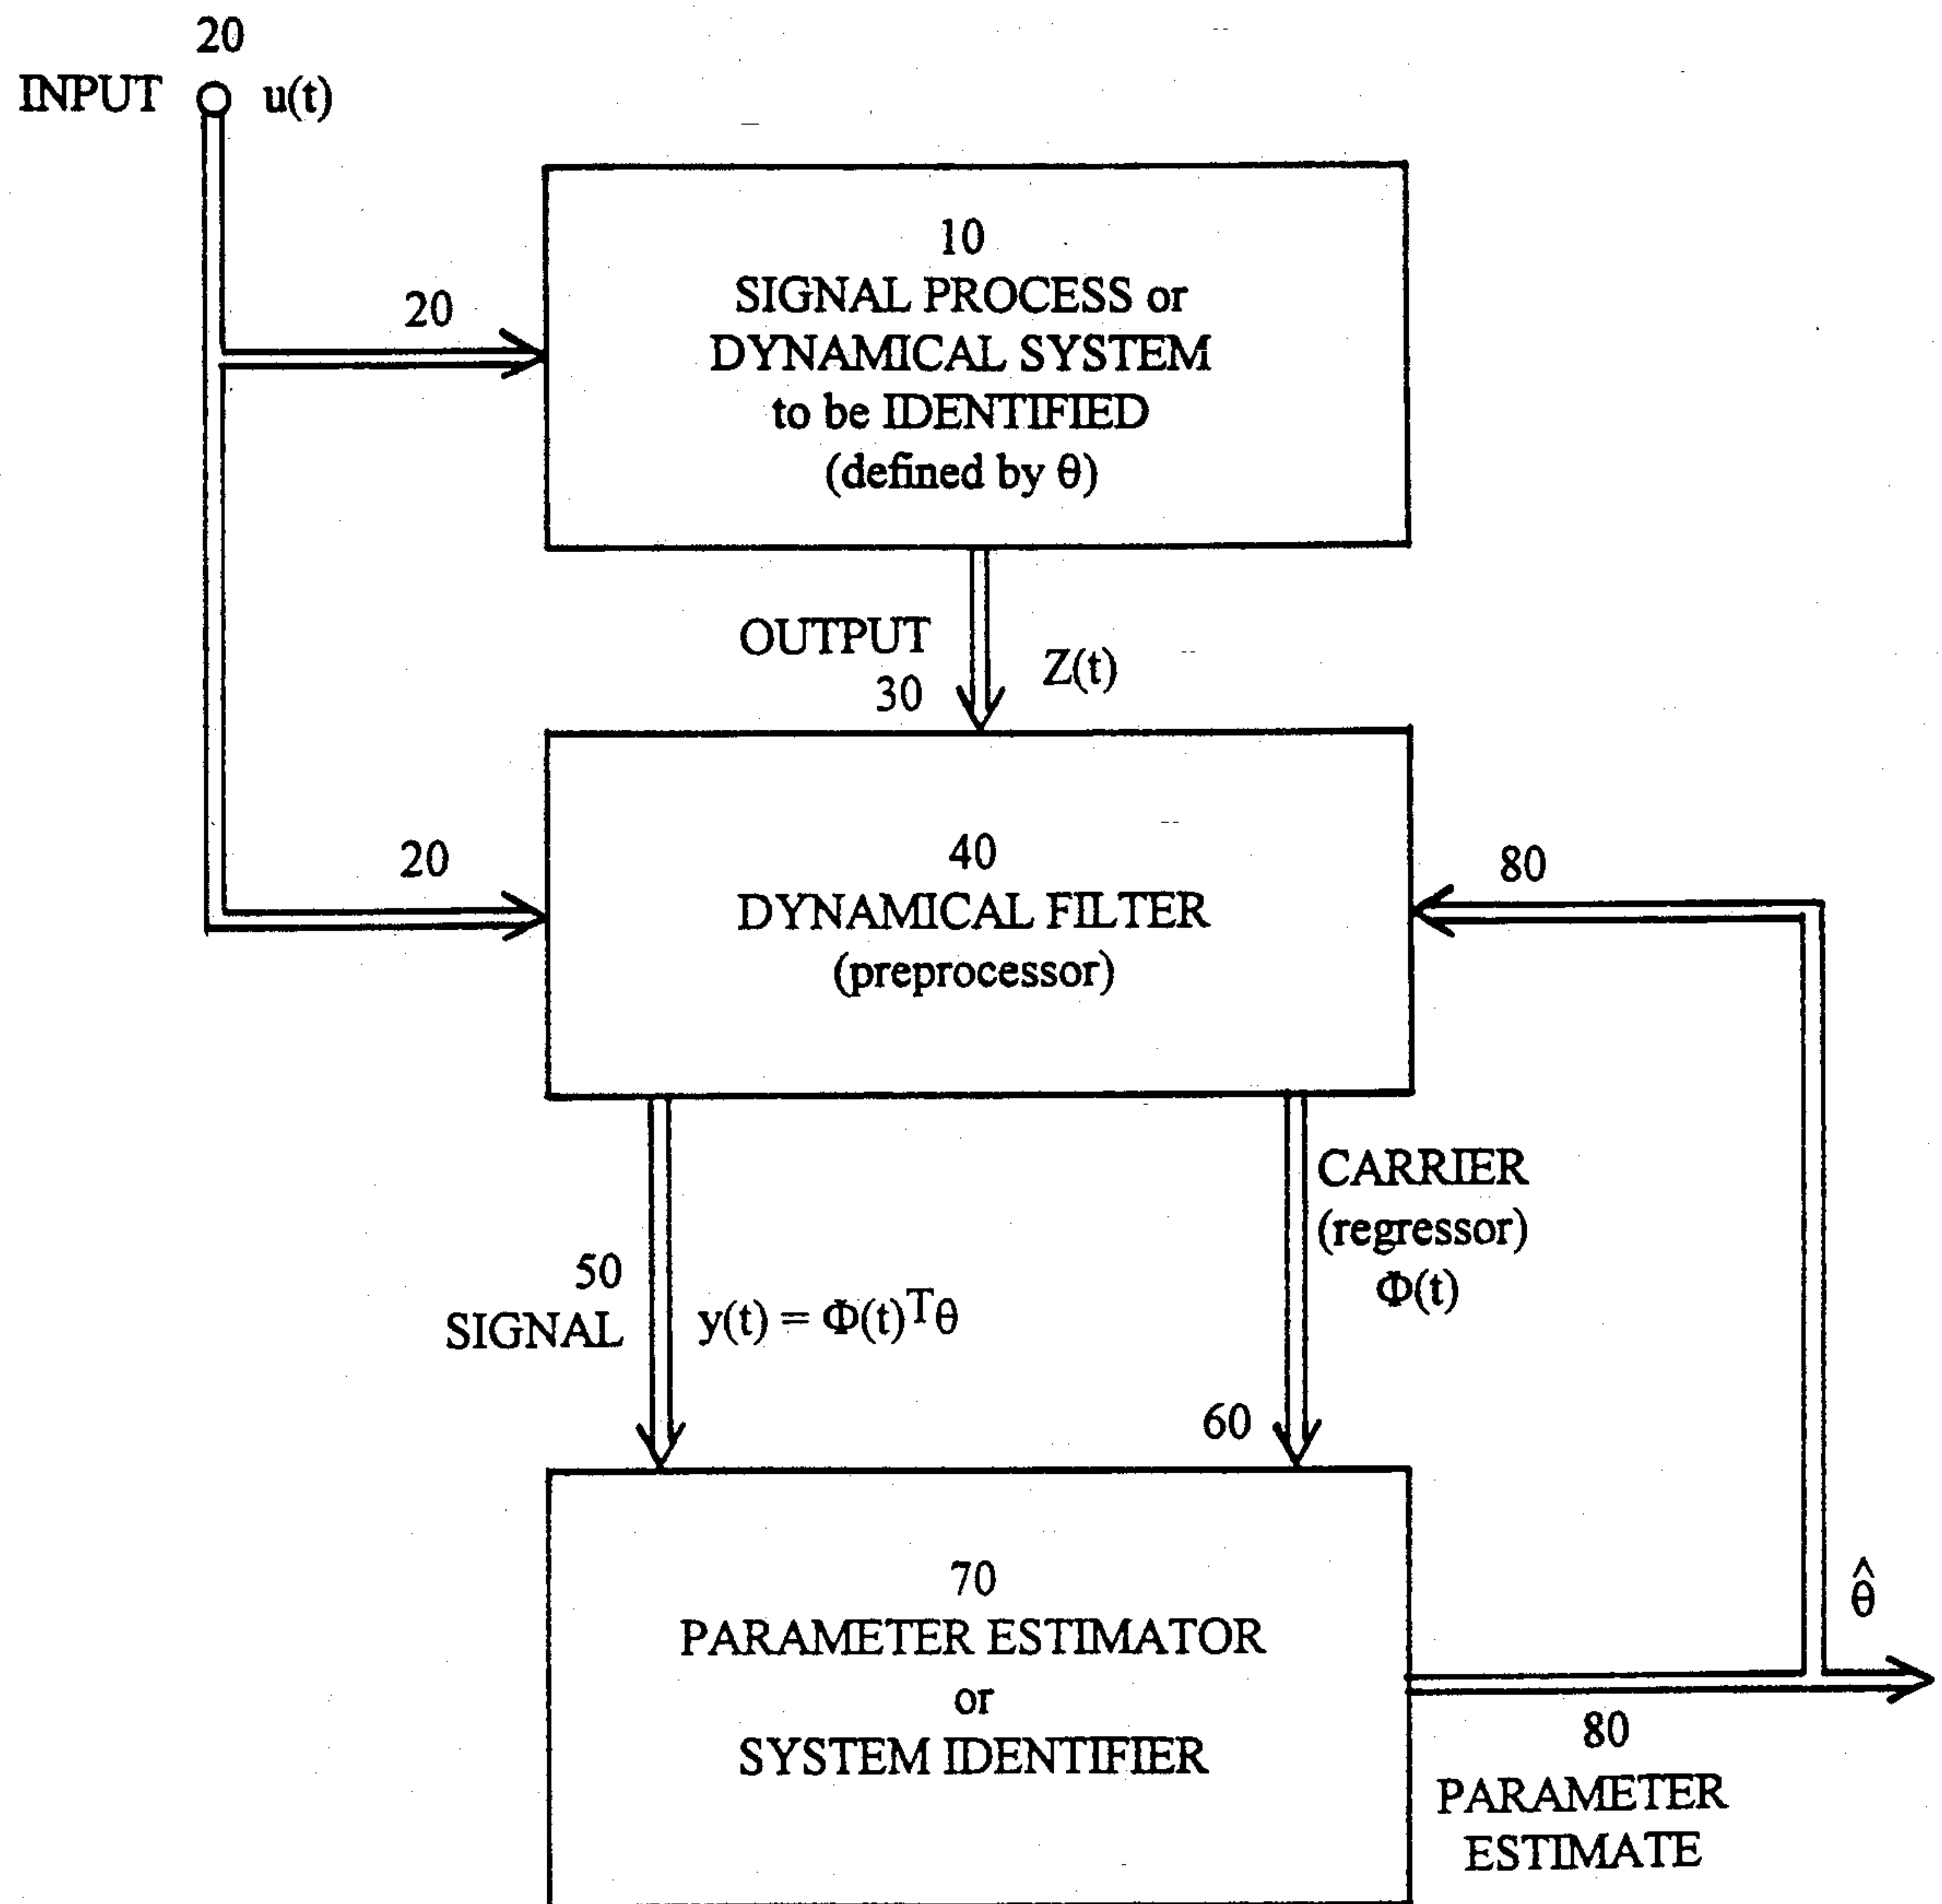 20
INPUT u(t)
20
10
SIGNAL PROCESS or
DYNAMICAL SYSTEM
to be IDENTIFIED
(defined by θ)
OUTPUT
30
Z(t)
20
40
DYNAMICAL FILTER
(preprocessor)
80
50
SIGNAL
y(t) = Φ(t)ᵀθ
CARRIER
(regressor)
Φ(t)
60
70
PARAMETER ESTIMATOR
or
SYSTEM IDENTIFIER
θ̂
80
PARAMETER
ESTIMATE